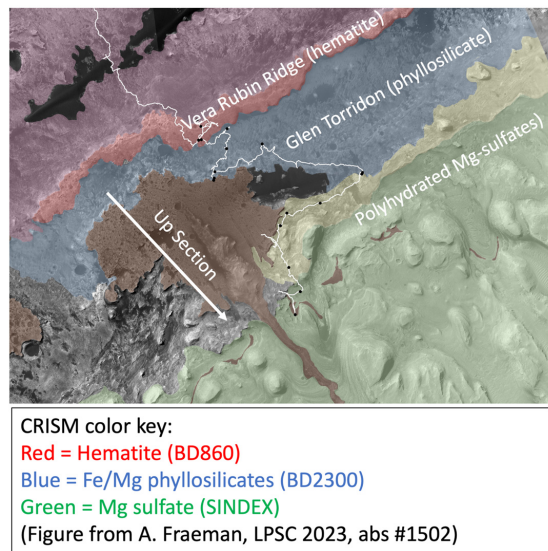 Vera Rubin Ridge (hematite)
Glen Torridon (phyllosilicate)
Polyhydrated Mg-sulfates)
Up Section
CRISM color key:
Red = Hematite (BD860)
Blue = Fe/Mg phyllosilicates (BD2300)
Green = Mg sulfate (SINDEX)
(Figure from A. Fraeman, LPSC 2023, abs #1502)